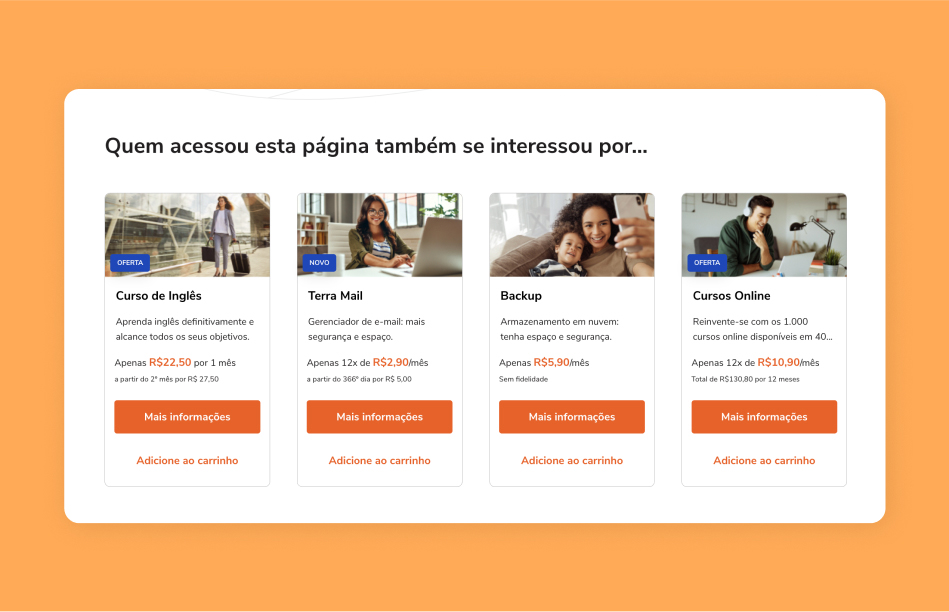 Quem acessou esta página também se interessou por...
OFERTA
Curso de Inglês
Aprenda inglês definitivamente e
alcance todos os seus objetivos.
Apenas R$22,50 por 1 mês
a partir do 2º mês por R$ 27,50
Mais informações
Adicione ao carrinho
NOVO
Terra Mail
Gerenciador de e-mail: mais
segurança e espaço.
Apenas 12x de R$2,90/mês
a partir do 366º dia por R$ 5,00
Mais informações
Adicione ao carrinho
Backup
Armazenamento em nuvem:
tenha espaço e segurança.
Apenas R$5,90/mês
Sem fidelidade
Mais informações
Adicione ao carrinho
OFERTA
Cursos Online
Reinvente-se com os 1.000
cursos online disponíveis em 40...
Apenas 12x de R$10,90/mês
Total de R$130,80 por 12 meses
Mais informações
Adicione ao carrinho